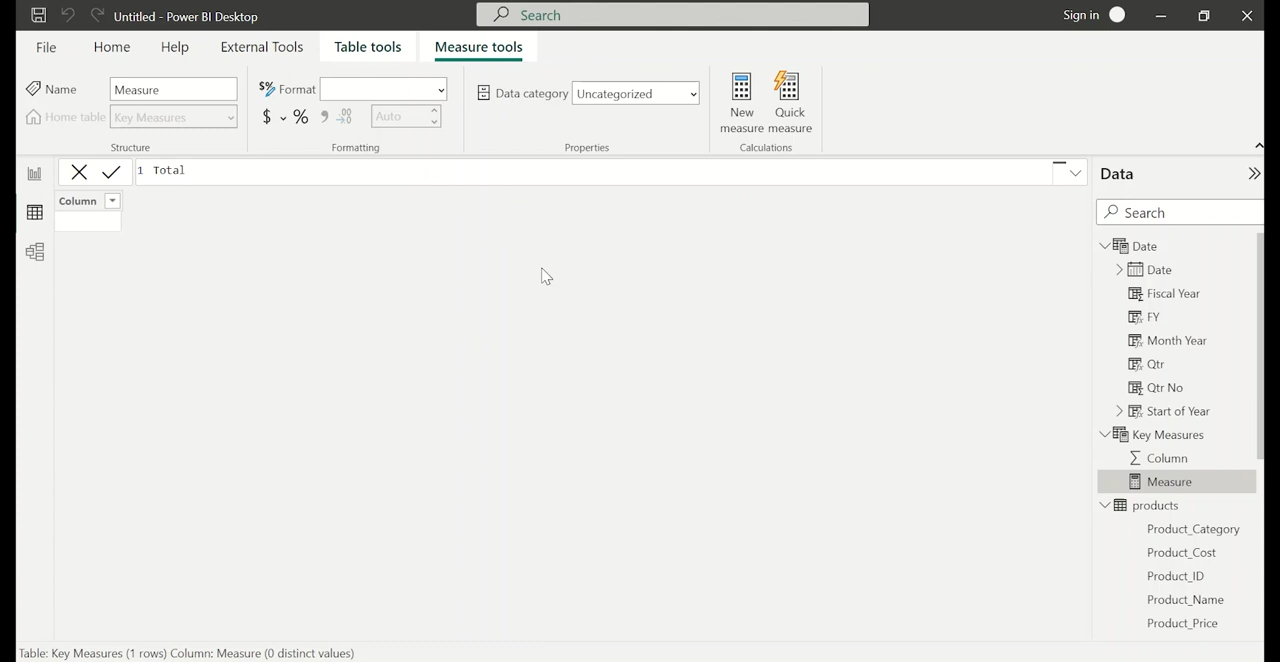 Untitled - Power BI Desktop
Search
Sign in
File Home Help External Tools Table tools Measure tools
Name Measure
Home table Key Measures
Structure
$% Format
$ % , .00
Auto
Formatting
Data category Uncategorized
Properties
New measure
Quick measure
Calculations
1 Total
Column
Data
Search
Date
Date
Fiscal Year
FY
Month Year
Qtr
Qtr No
Start of Year
Key Measures
Column
Measure
products
Product_Category
Product_Cost
Product_ID
Product_Name
Product_Price
Table: Key Measures (1 rows) Column: Measure (0 distinct values)